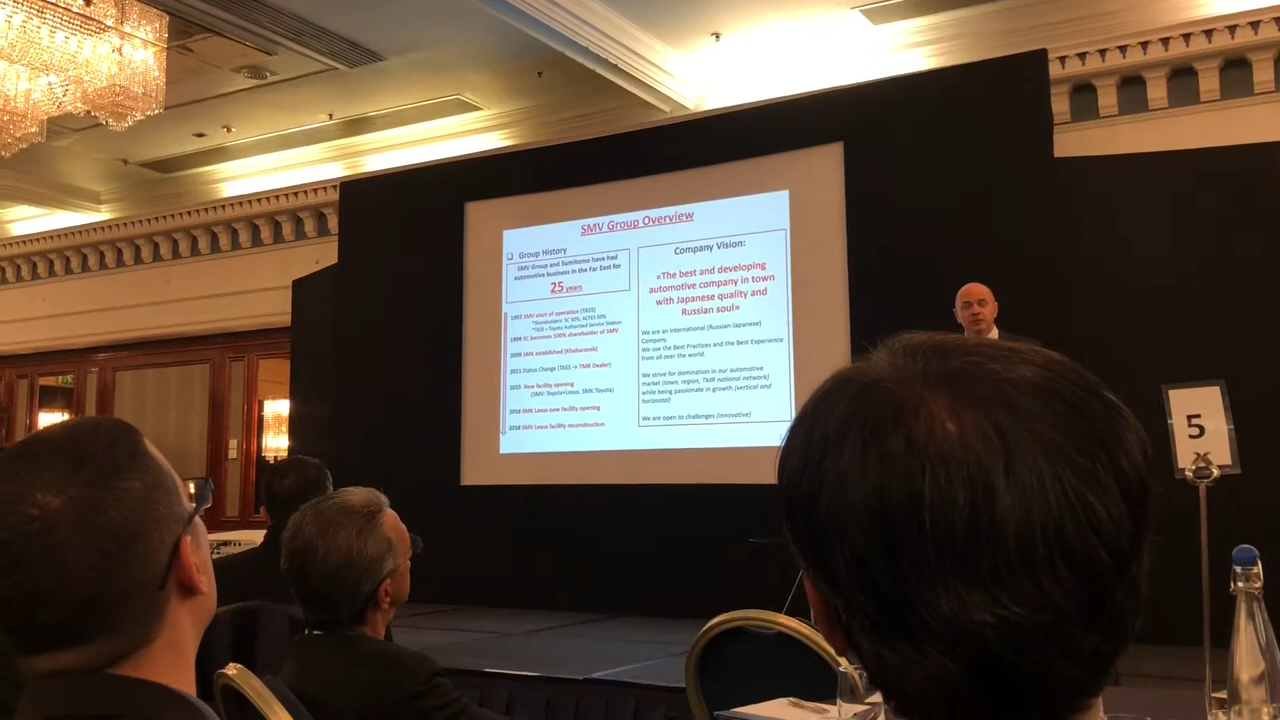 SMV Group Overview
❑ Group History
SMV Group and Sumitomo have had
automotive business in the Far East for
25 years
1992 SMV start of operation (TASS)
*Shareholders: SC 50%, ACFES 50%
*TASS = Toyota Authorized Service Station
1999 SC becomes 100% shareholder of SMV
2009 SMK established (Khabarovsk)
2011 Status Change (TASS → TMR Dealer)
2015 New facility opening
(SMV: Toyota+Lexus, SMK: Toyota)
2016 SMK Lexus new facility opening
2018 SMV Lexus facility reconstruction
Company Vision:
«The best and developing
automotive company in town
with Japanese quality and
Russian soul»
We are an international (Russian-Japanese)
Company.
We use the Best Practices and the Best Experience
from all over the world.
We strive for domination in our automotive
market (town, region, TMR national network)
while being passionate in growth (vertical and
horizontal)
We are open to challenges (innovative)
5